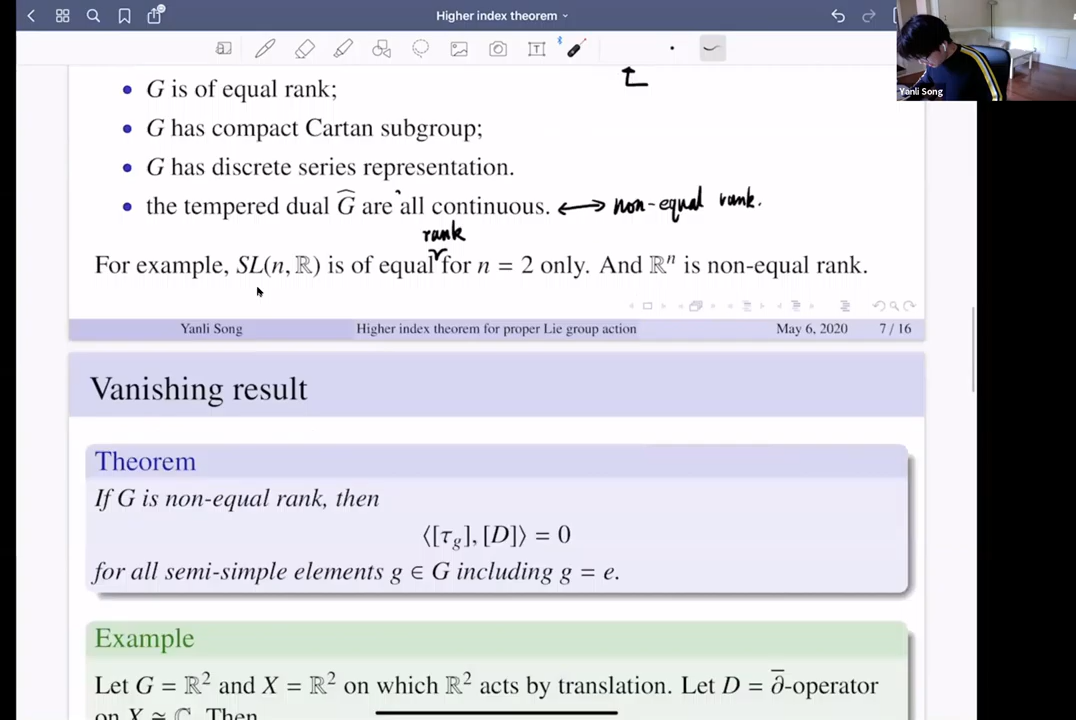 Higher index theorem
Yanli Song
• G is of equal rank;
• G has compact Cartan subgroup;
• G has discrete series representation.
• the tempered dual Ĝ are all continuous. ⟷ non-equal rank.
rank
For example, SL(n, ℝ) is of equal for n = 2 only. And ℝⁿ is non-equal rank.
Yanli Song Higher index theorem for proper Lie group action May 6, 2020 7 / 16
Vanishing result
Theorem
If G is non-equal rank, then
⟨[τ_g], [D]⟩ = 0
for all semi-simple elements g ∈ G including g = e.
Example
Let G = ℝ² and X = ℝ² on which ℝ² acts by translation. Let D = ∂̄-operator
on X ≅ ℂ. Then